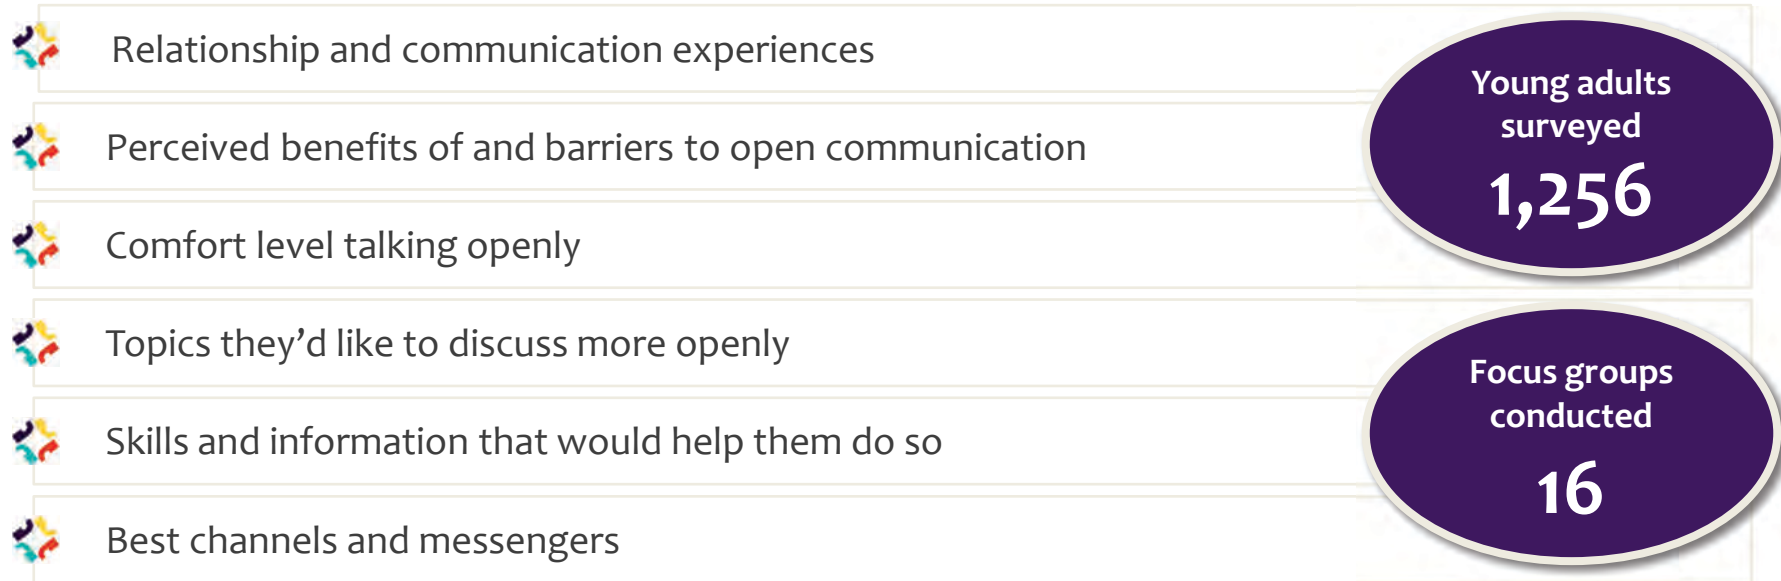 Relationship and communication experiences
Perceived benefits of and barriers to open communication
Comfort level talking openly
Topics they’d like to discuss more openly
Skills and information that would help them do so
Best channels and messengers
Young adults
surveyed
1,256
Focus groups
conducted
16